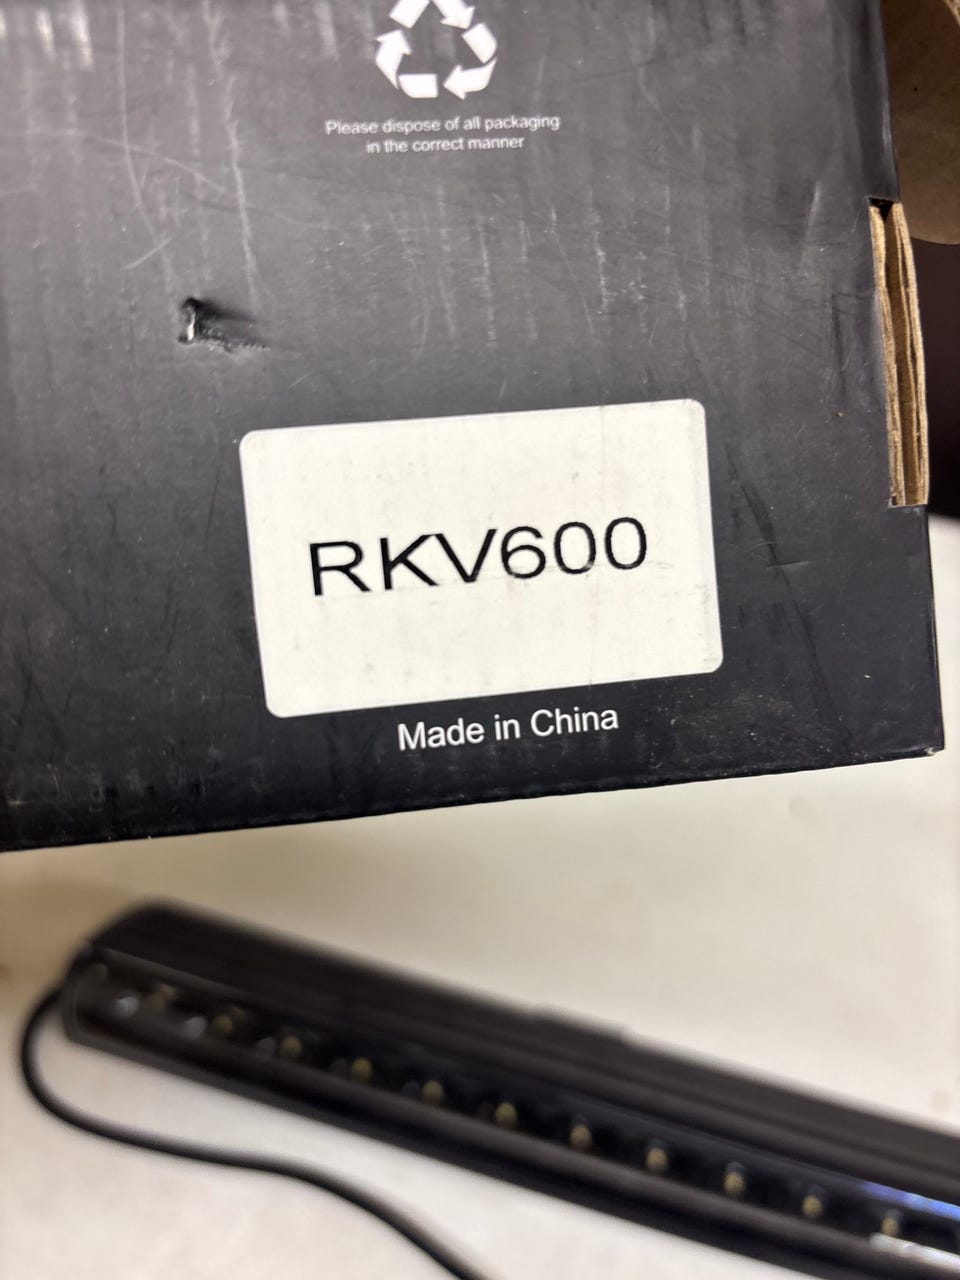 Please dispose of all packaging
in the correct manner
RKV600
Made in China